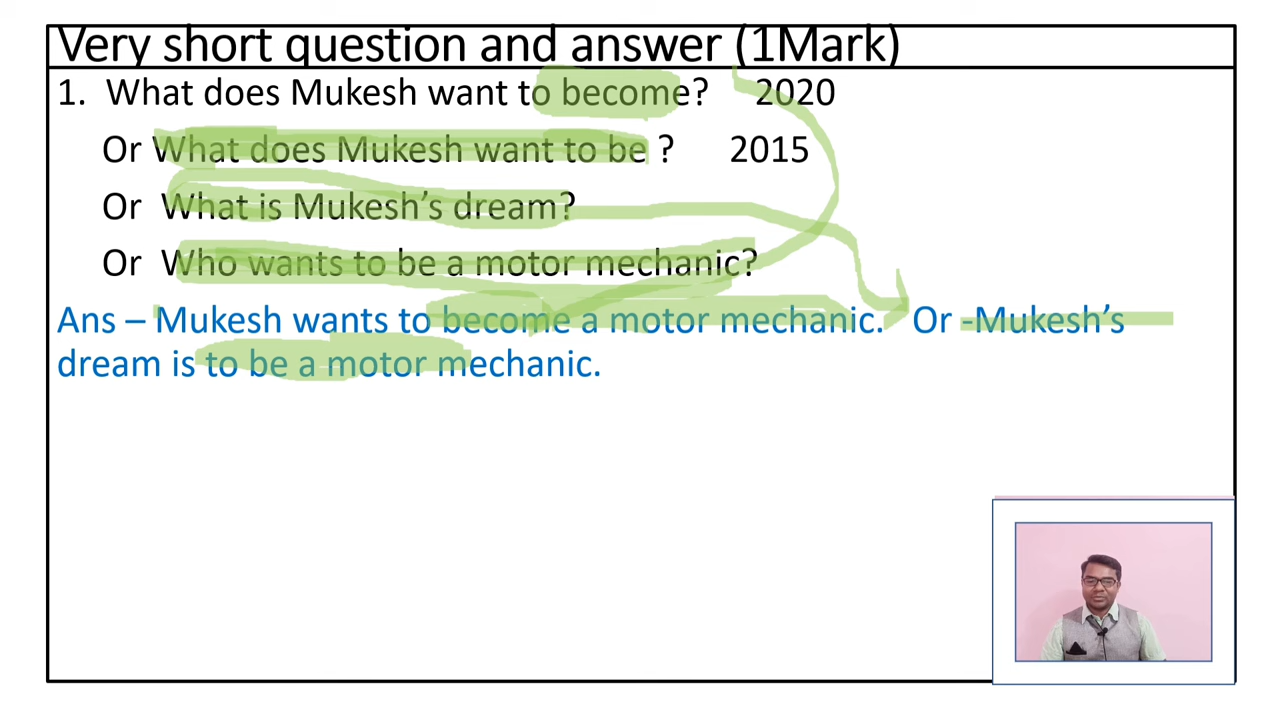 Very short question and answer (1Mark)
1. What does Mukesh want to become? 2020
Or What does Mukesh want to be ? 2015
Or What is Mukesh’s dream?
Or Who wants to be a motor mechanic?
Ans – Mukesh wants to become a motor mechanic. Or -Mukesh’s
dream is to be a motor mechanic.